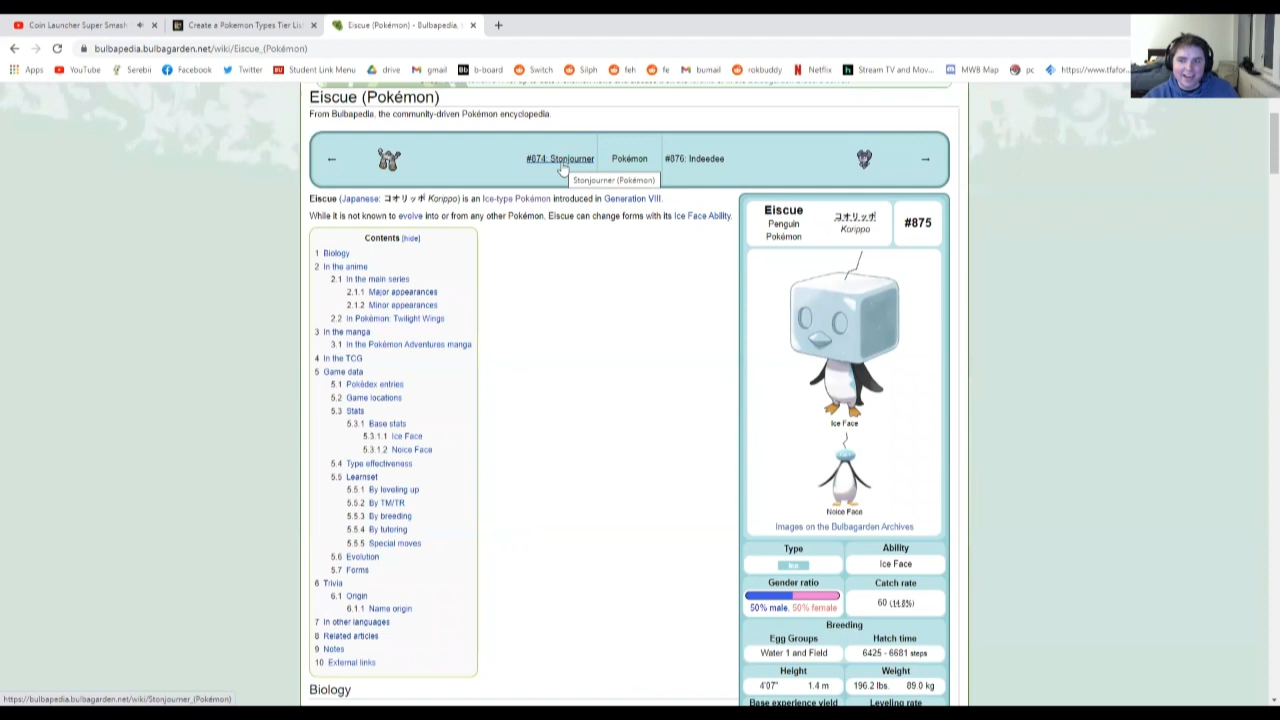 Coin Launcher Super Smash
Create a Pokemon Types Tier Lis
Eiscue (Pokémon) - Bulbapedia,
bulbapedia.bulbagarden.net/wiki/Eiscue_(Pokémon)
Apps YouTube Serebii Facebook Twitter Student Link Menu drive gmail b-board Switch Silph feh fe bumail rokbuddy Netflix Stream TV and Mov... MWB Map pc https://www.tfafor...
Eiscue (Pokémon)
From Bulbapedia, the community-driven Pokémon encyclopedia.
← #874: Stonjourner Pokémon #876: Indeedee →
Stonjourner (Pokémon)
Eiscue (Japanese: コオリッポ Korippo) is an Ice-type Pokémon introduced in Generation VIII.
While it is not known to evolve into or from any other Pokémon, Eiscue can change forms with its Ice Face Ability.
Contents [hide]
1 Biology
2 In the anime
2.1 In the main series
2.1.1 Major appearances
2.1.2 Minor appearances
2.2 In Pokémon: Twilight Wings
3 In the manga
3.1 In the Pokémon Adventures manga
4 In the TCG
5 Game data
5.1 Pokédex entries
5.2 Game locations
5.3 Stats
5.3.1 Base stats
5.3.1.1 Ice Face
5.3.1.2 Noice Face
5.4 Type effectiveness
5.5 Learnset
5.5.1 By leveling up
5.5.2 By TM/TR
5.5.3 By breeding
5.5.4 By tutoring
5.5.5 Special moves
5.6 Evolution
5.7 Forms
6 Trivia
6.1 Origin
6.1.1 Name origin
7 In other languages
8 Related articles
9 Notes
10 External links
Biology
Eiscue
Penguin
Pokémon
コオリッポ
Korippo
#875
Ice Face
Noice Face
Images on the Bulbagarden Archives
Type Ability
Ice Ice Face
Gender ratio Catch rate
50% male, 50% female 60 (14.8%)
Breeding
Egg Groups Hatch time
Water 1 and Field 6425 - 6681 steps
Height Weight
4'07" 1.4 m 196.2 lbs. 89.0 kg
Base experience yield Leveling rate
https://bulbapedia.bulbagarden.net/wiki/Stonjourner_(Pokémon)